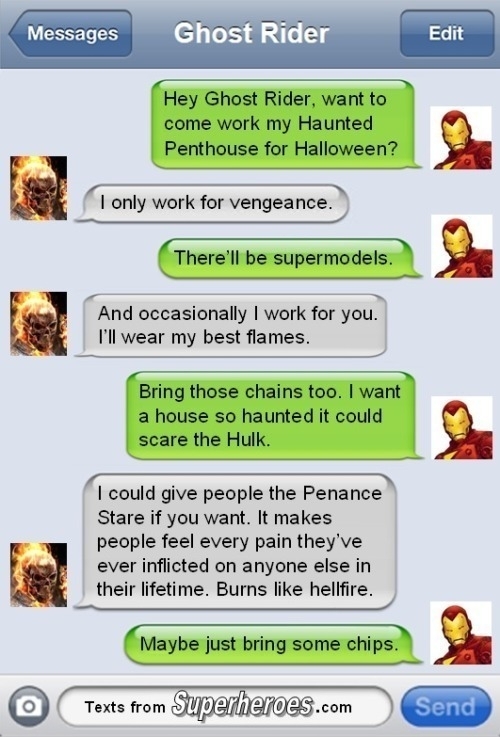 Messages
Ghost Rider
Edit
Hey Ghost Rider, want to
come work my Haunted
Penthouse for Halloween?
I only work for vengeance.
There'll be supermodels.
And occasionally I work for you.
I'll wear my best flames.
Bring those chains too. I want
a house so haunted it could
scare the Hulk.
I could give people the Penance
Stare if you want. It makes
people feel every pain they've
ever inflicted on anyone else in
their lifetime. Burns like hellfire.
Maybe just bring some chips.
Texts from Superheroes.com
Send